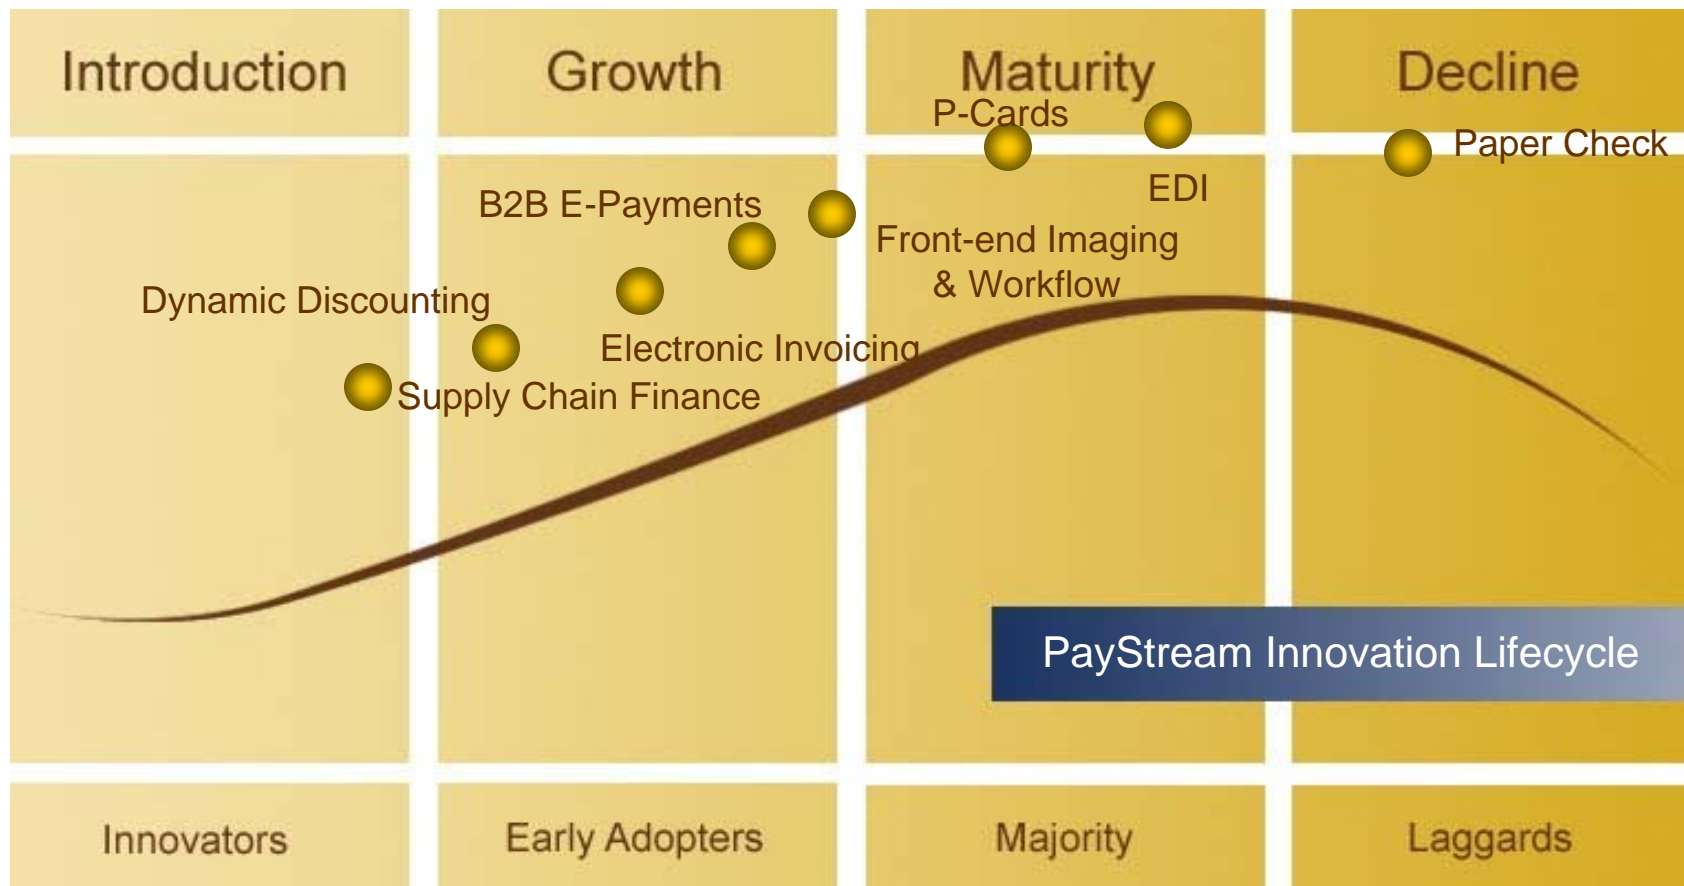 Introduction
Growth
Maturity
Decline
P-Cards
Paper Check
EDI
B2B E-Payments
Front-end Imaging
& Workflow
Dynamic Discounting
Electronic Invoicing
Supply Chain Finance
PayStream Innovation Lifecycle
Innovators
Early Adopters
Majority
Laggards